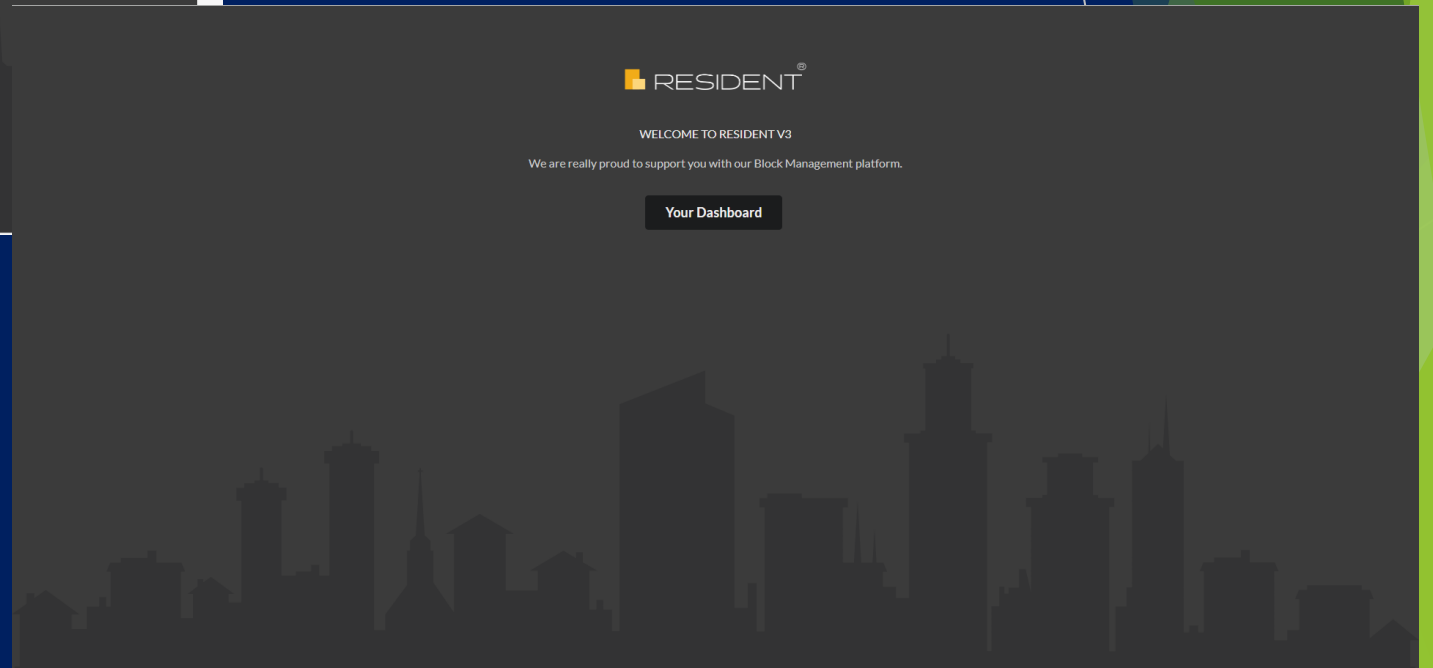 RESIDENT®
WELCOME TO RESIDENT V3
We are really proud to support you with our Block Management platform.
Your Dashboard